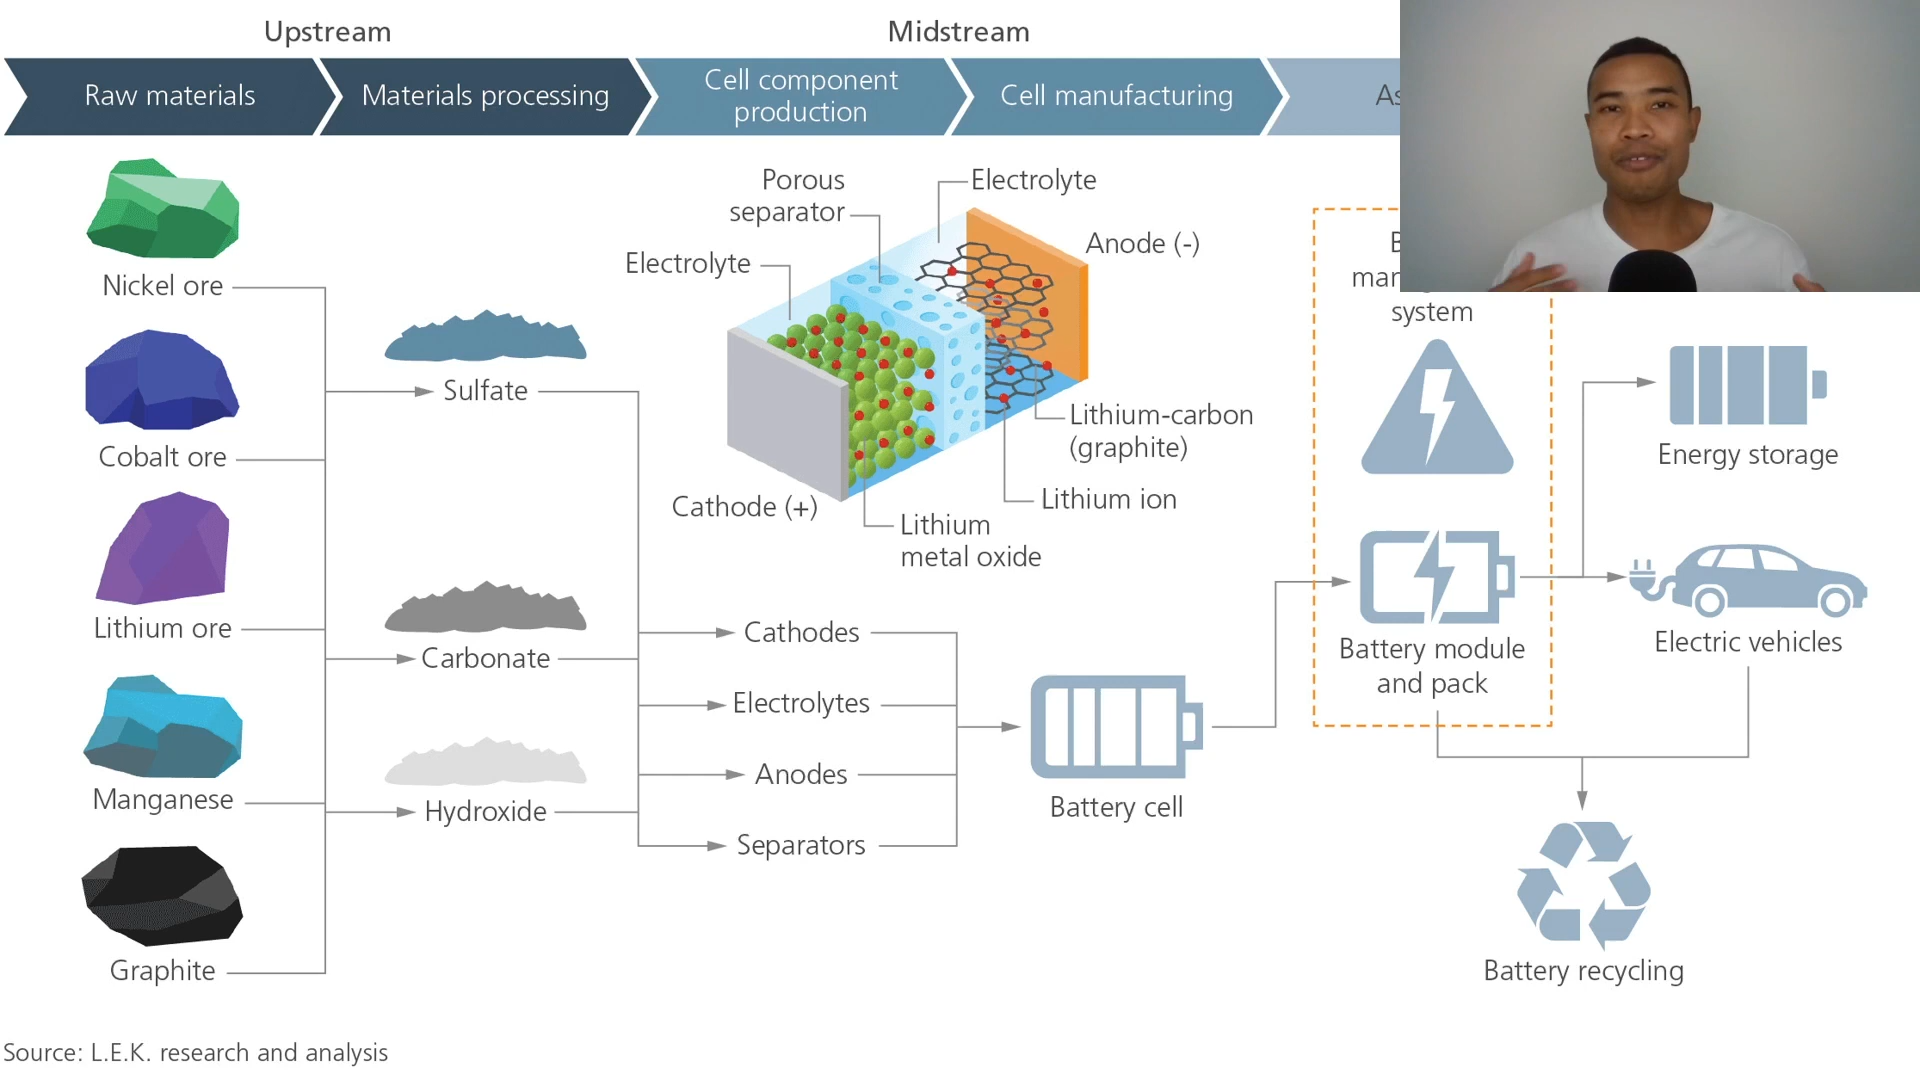 Upstream
Midstream
Raw materials
Materials processing
Cell component
production
Cell manufacturing
Porous
separator
Electrolyte
Electrolyte
Anode (-)
Nickel ore
Sulfate
Cobalt ore
Cathode (+)
Lithium-carbon
(graphite)
Lithium ion
Lithium
metal oxide
system
Energy storage
Lithium ore
Carbonate
Cathodes
Battery module
and pack
Electric vehicles
Electrolytes
Manganese
Hydroxide
Anodes
Battery cell
Separators
Graphite
Battery recycling
Source: L.E.K. research and analysis